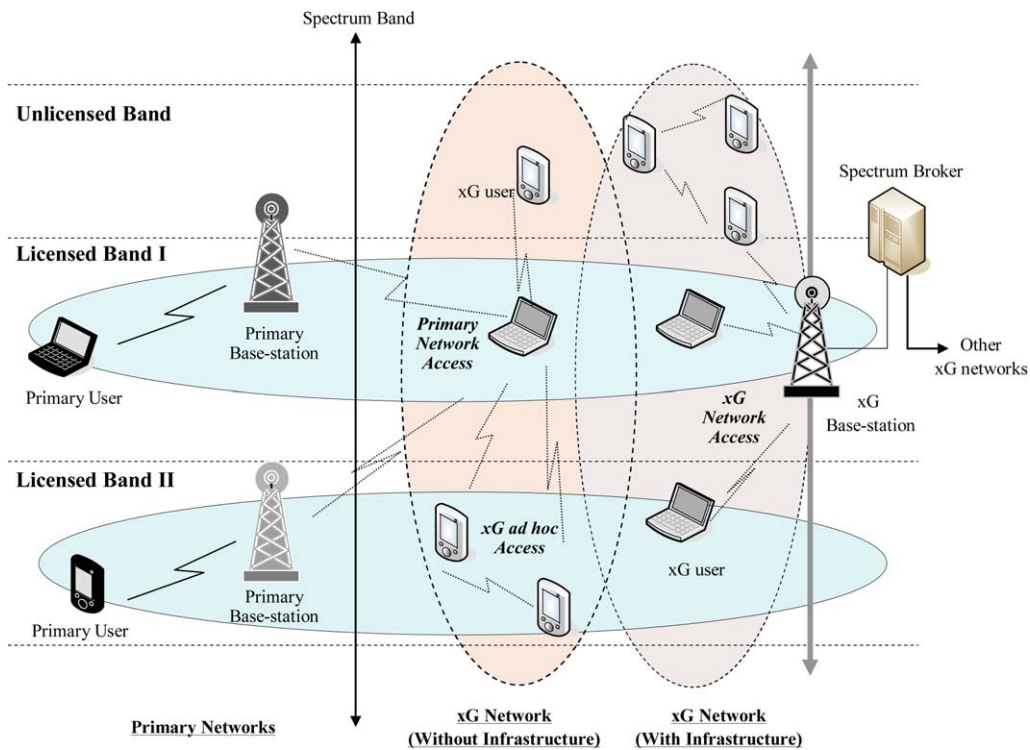 Spectrum Band
Unlicensed Band
xG user
Spectrum Broker
Licensed Band I
Primary
Base-station
Primary User
Primary
Network
Access
xG
Network
Access
xG
Base-station
Other
xG networks
Licensed Band II
Primary
Base-station
Primary User
xG ad hoc
Access
xG user
Primary Networks
xG Network
(Without Infrastructure)
xG Network
(With Infrastructure)